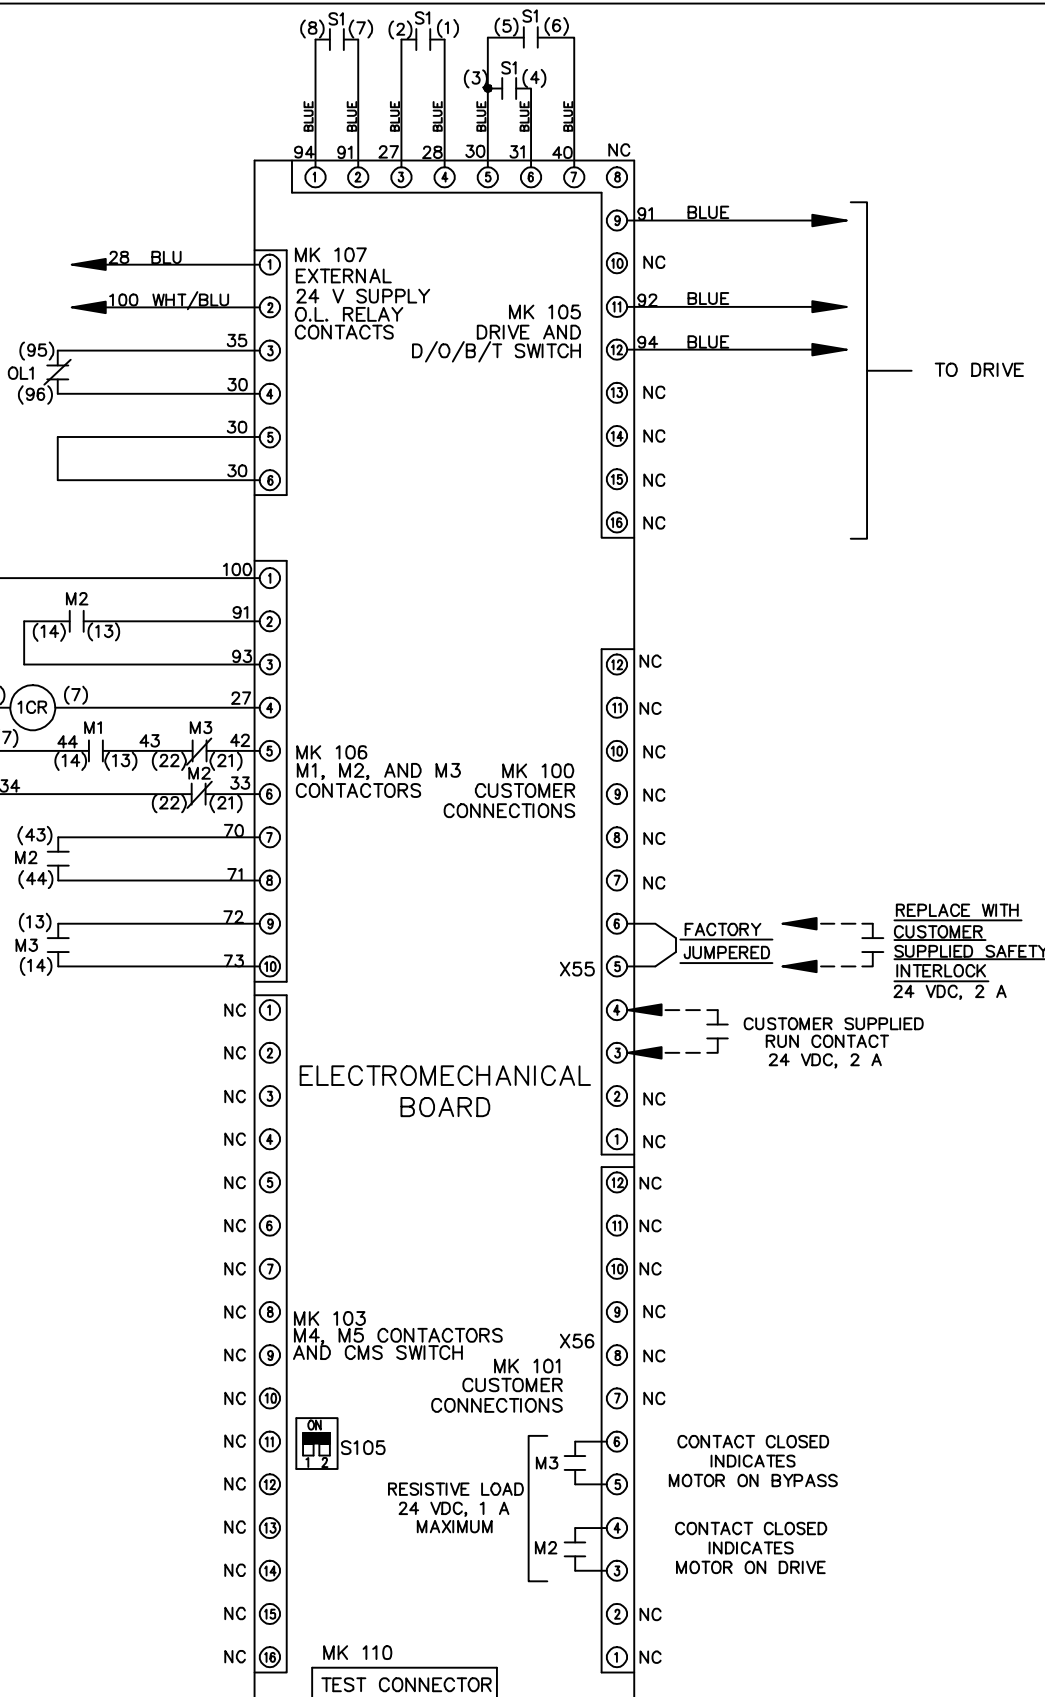 (8) S1 (7) (2) S1 (1) (5) S1 (6)
(3) S1 (4)
BLUE BLUE BLUE BLUE BLUE BLUE BLUE
94 91 27 28 30 31 40 NC
1 2 3 4 5 6 7 8
9 91 BLUE
10 NC
11 92 BLUE
12 94 BLUE
13 NC
14 NC
15 NC
16 NC
TO DRIVE
MK 105
DRIVE AND
D/O/B/T SWITCH
28 BLU 1
100 WHT/BLU 2
(95) 35 3
OL1
(96) 30 4
30 5
30 6
MK 107
EXTERNAL
24 V SUPPLY
O.L. RELAY
CONTACTS
100 1
M2
(14) (13) 91 2
93 3
) 1CR (7) 27 4
7) 44 M1 43 M3 42 5
(14) (13) (22) (21)
34 M2 33 6
(22) (21)
(43) 70 7
M2
(44) 71 8
(13) 72 9
M3
(14) 73 10
MK 106
M1, M2, AND M3
CONTACTORS
MK 100
CUSTOMER
CONNECTIONS
12 NC
11 NC
10 NC
9 NC
8 NC
7 NC
6
X55 5
4
3
2 NC
1 NC
FACTORY
JUMPERED
REPLACE WITH
CUSTOMER
SUPPLIED SAFETY
INTERLOCK
24 VDC, 2 A
CUSTOMER SUPPLIED
RUN CONTACT
24 VDC, 2 A
ELECTROMECHANICAL
BOARD
NC 1
NC 2
NC 3
NC 4
NC 5
NC 6
NC 7
NC 8
NC 9
NC 10
NC 11
NC 12
NC 13
NC 14
NC 15
NC 16
MK 103
M4, M5 CONTACTORS
AND CMS SWITCH
ON
1 2
S105
12 NC
11 NC
10 NC
9 NC
X56
8 NC
7 NC
6
5
4
3
2 NC
1 NC
MK 101
CUSTOMER
CONNECTIONS
M3
M2
RESISTIVE LOAD
24 VDC, 1 A
MAXIMUM
CONTACT CLOSED
INDICATES
MOTOR ON BYPASS
CONTACT CLOSED
INDICATES
MOTOR ON DRIVE
MK 110
TEST CONNECTOR